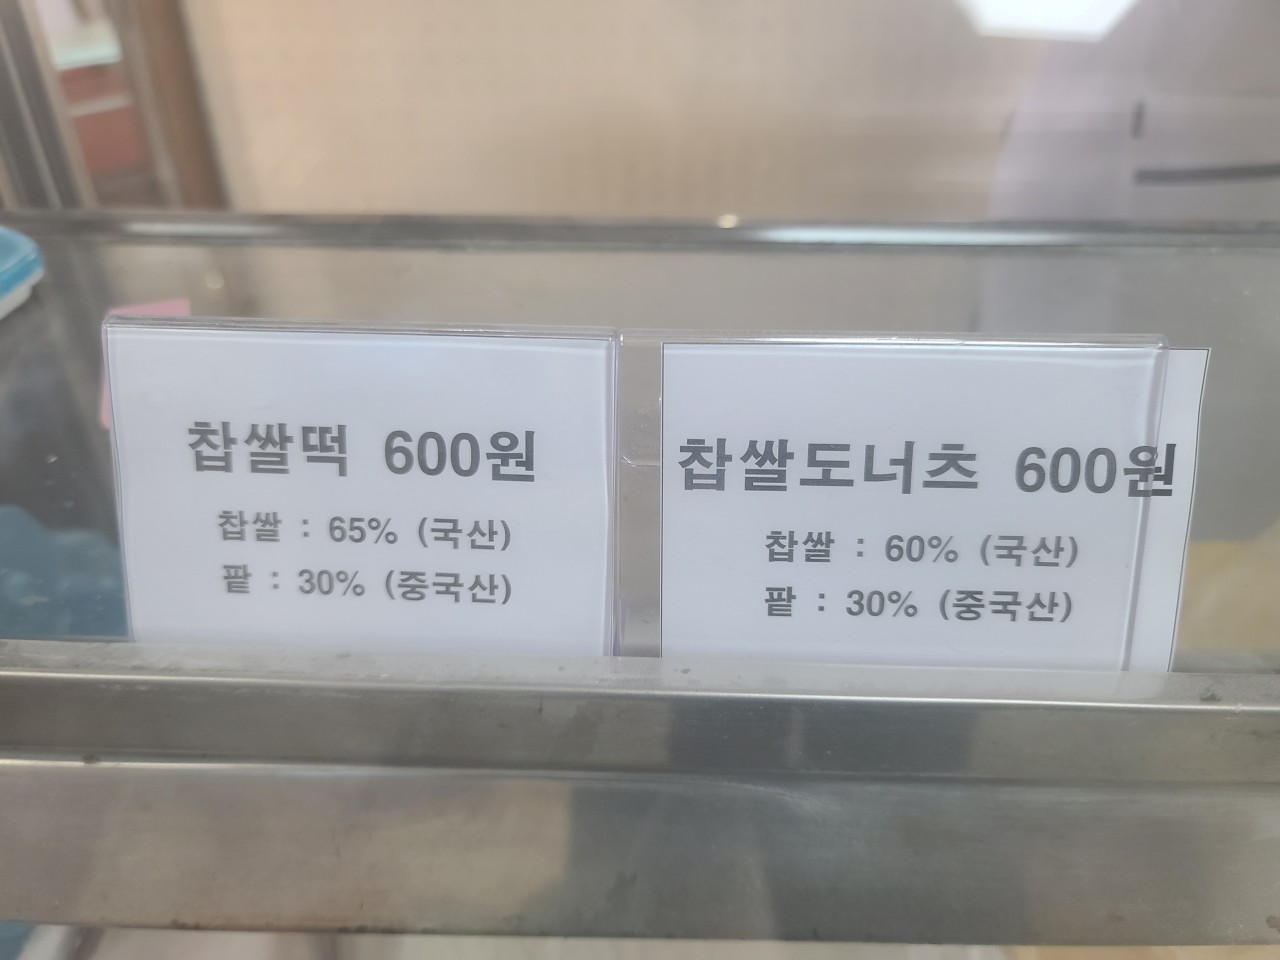 찹쌀떡 600원
찹쌀 : 65% (국산)
팥 : 30% (중국산)
찹쌀도너츠 600원
찹쌀 : 60% (국산)
팥 : 30% (중국산)